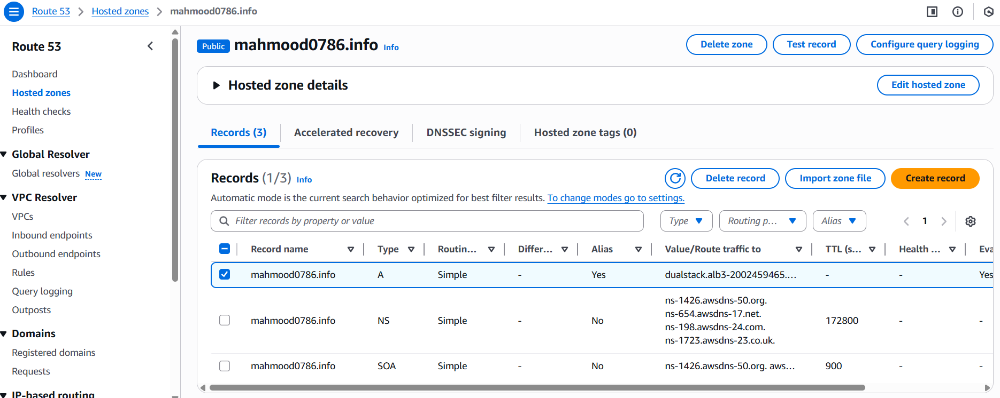 Route 53 > Hosted zones > mahmood0786.info
Route 53
Dashboard
Hosted zones
Health checks
Profiles
Global Resolver
Global resolvers New
VPC Resolver
VPCs
Inbound endpoints
Outbound endpoints
Rules
Query logging
Outposts
Domains
Registered domains
Requests
IP-based routing
Public mahmood0786.info Info
Delete zone Test record Configure query logging
Hosted zone details
Edit hosted zone
Records (3) Accelerated recovery DNSSEC signing Hosted zone tags (0)
Records (1/3) Info
Delete record Import zone file Create record
Automatic mode is the current search behavior optimized for best filter results. To change modes go to settings.
Filter records by property or value Type Routing p... Alias 1
Record name Type Routin... Differ... Alias Value/Route traffic to TTL (s... Health ... Eva
mahmood0786.info A Simple - Yes dualstack.alb3-2002459465.... - - Yes
mahmood0786.info NS Simple - No ns-1426.awsdns-50.org.
ns-654.awsdns-17.net.
ns-198.awsdns-24.com.
ns-1723.awsdns-23.co.uk. 172800 - -
mahmood0786.info SOA Simple - No ns-1426.awsdns-50.org. aws... 900 - -